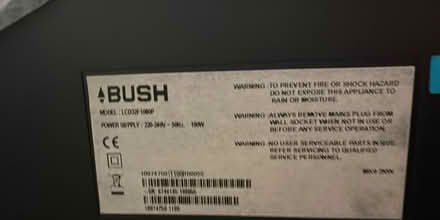 BUSH
MODEL: LCD32F1080P
POWER SUPPLY: 220-240V~ 50Hz 180W
CE
WARNING: TO PREVENT FIRE OR SHOCK HAZARD
DO NOT EXPOSE THIS APPLIANCE TO
RAIN OR MOISTURE.
WARNING: ALWAYS REMOVE MAINS PLUG FROM
WALL SOCKET WHEN NOT IN USE OR
BEFORE ANY SERVICE OPERATION.
WARNING: NO USER SERVICEABLE PARTS INSIDE.
REFER SERVICING TO QUALIFIED
SERVICE PERSONNEL.